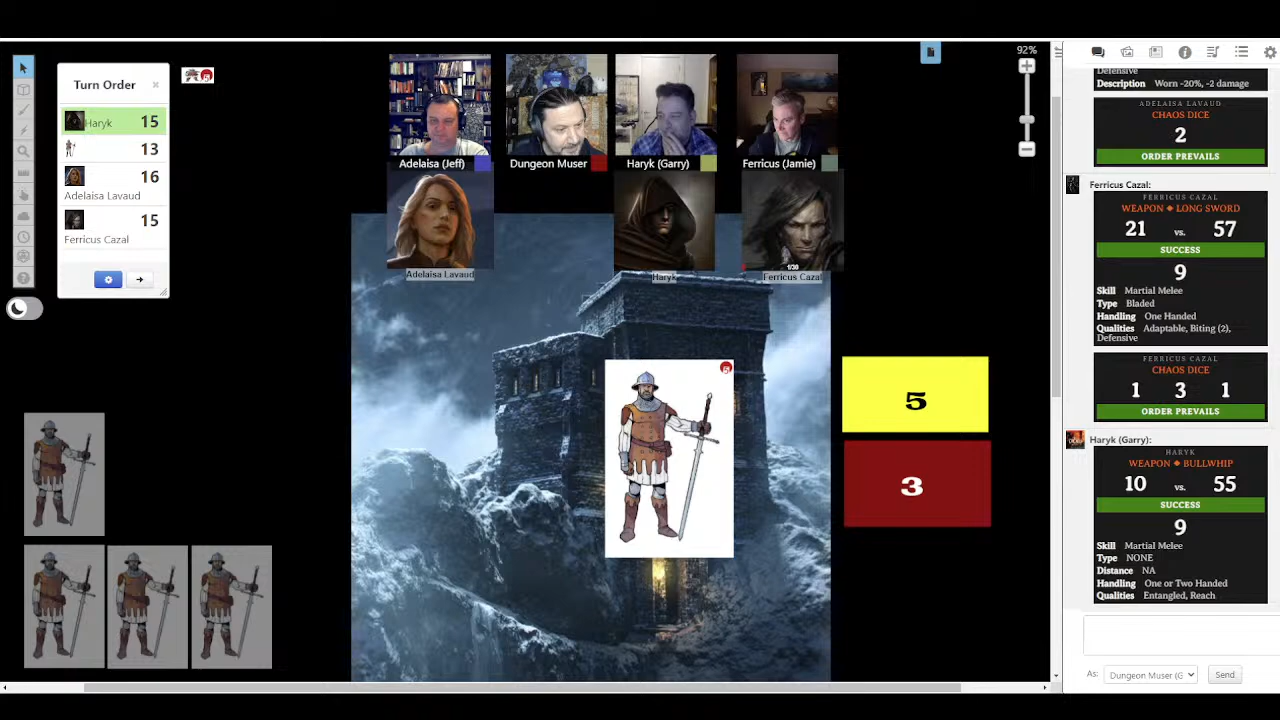 Turn Order
Haryk 15
13
16
Adelaisa Lavaud
15
Ferricus Cazal
Adelaisa (Jeff)
Dungeon Muser
Haryk (Garry)
Ferricus (Jamie)
Adelaisa Lavaud
Haryk
1/30
Ferricus Cazal
92%
5
3
Defensive
Description Worn -20%, -2 damage
ADELAISA LAVAUD
CHAOS DICE
2
ORDER PREVAILS
Ferricus Cazal:
FERRICUS CAZAL
WEAPON ◆ LONG SWORD
21 vs. 57
SUCCESS
9
Skill Martial Melee
Type Bladed
Handling One Handed
Qualities Adaptable, Biting (2),
Defensive
FERRICUS CAZAL
CHAOS DICE
1 3 1
ORDER PREVAILS
Haryk (Garry):
HARYK
WEAPON ◆ BULLWHIP
10 vs. 55
SUCCESS
9
Skill Martial Melee
Type NONE
Distance NA
Handling One or Two Handed
Qualities Entangled, Reach
As: Dungeon Muser (G
Send